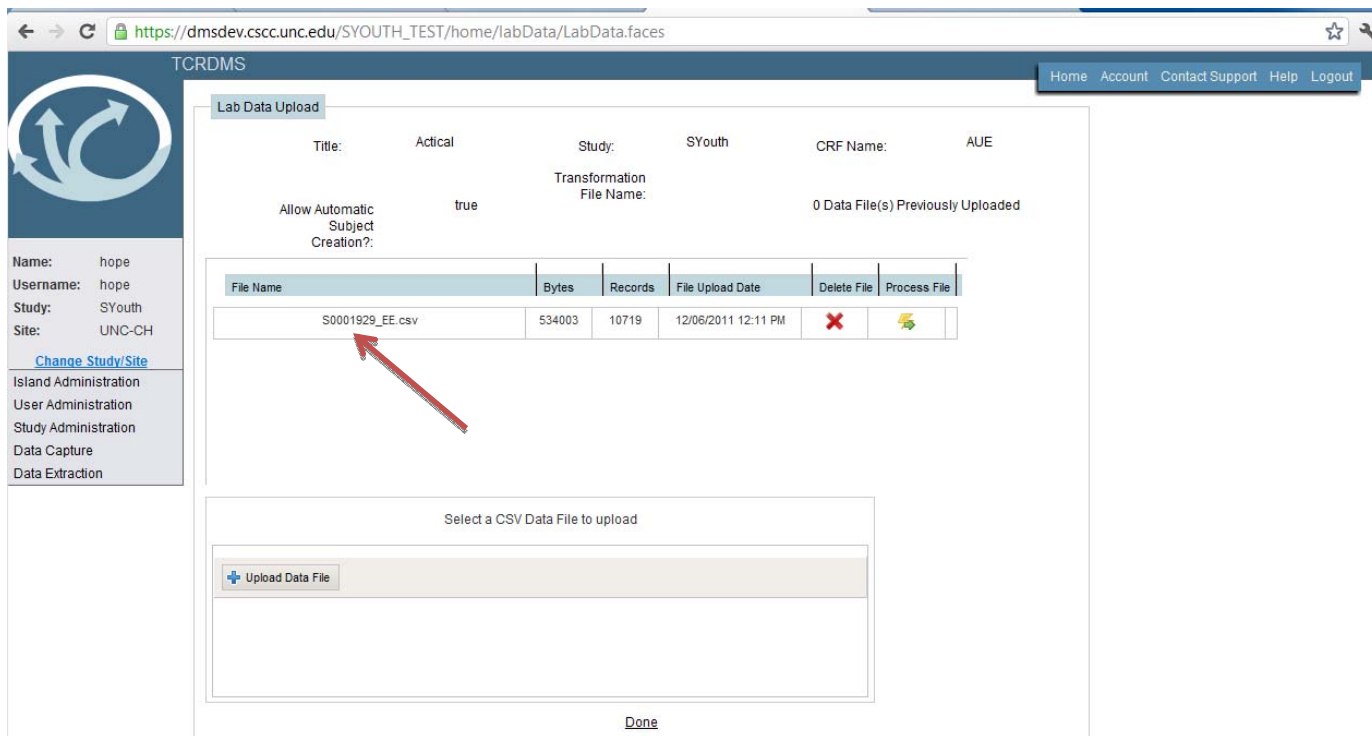 https://dmsdev.cscc.unc.edu/SYOUTH_TEST/home/labData/LabData.faces
TCRDMS
Home Account Contact Support Help Logout
Lab Data Upload
Title: Actical Study: SYouth CRF Name: AUE
Allow Automatic Subject Creation?: true Transformation File Name: 0 Data File(s) Previously Uploaded
Name: hope
Username: hope
Study: SYouth
Site: UNC-CH
Change Study/Site
Island Administration
User Administration
Study Administration
Data Capture
Data Extraction
File Name Bytes Records File Upload Date Delete File Process File
S0001929_EE.csv 534003 10719 12/06/2011 12:11 PM
Select a CSV Data File to upload
Upload Data File
Done